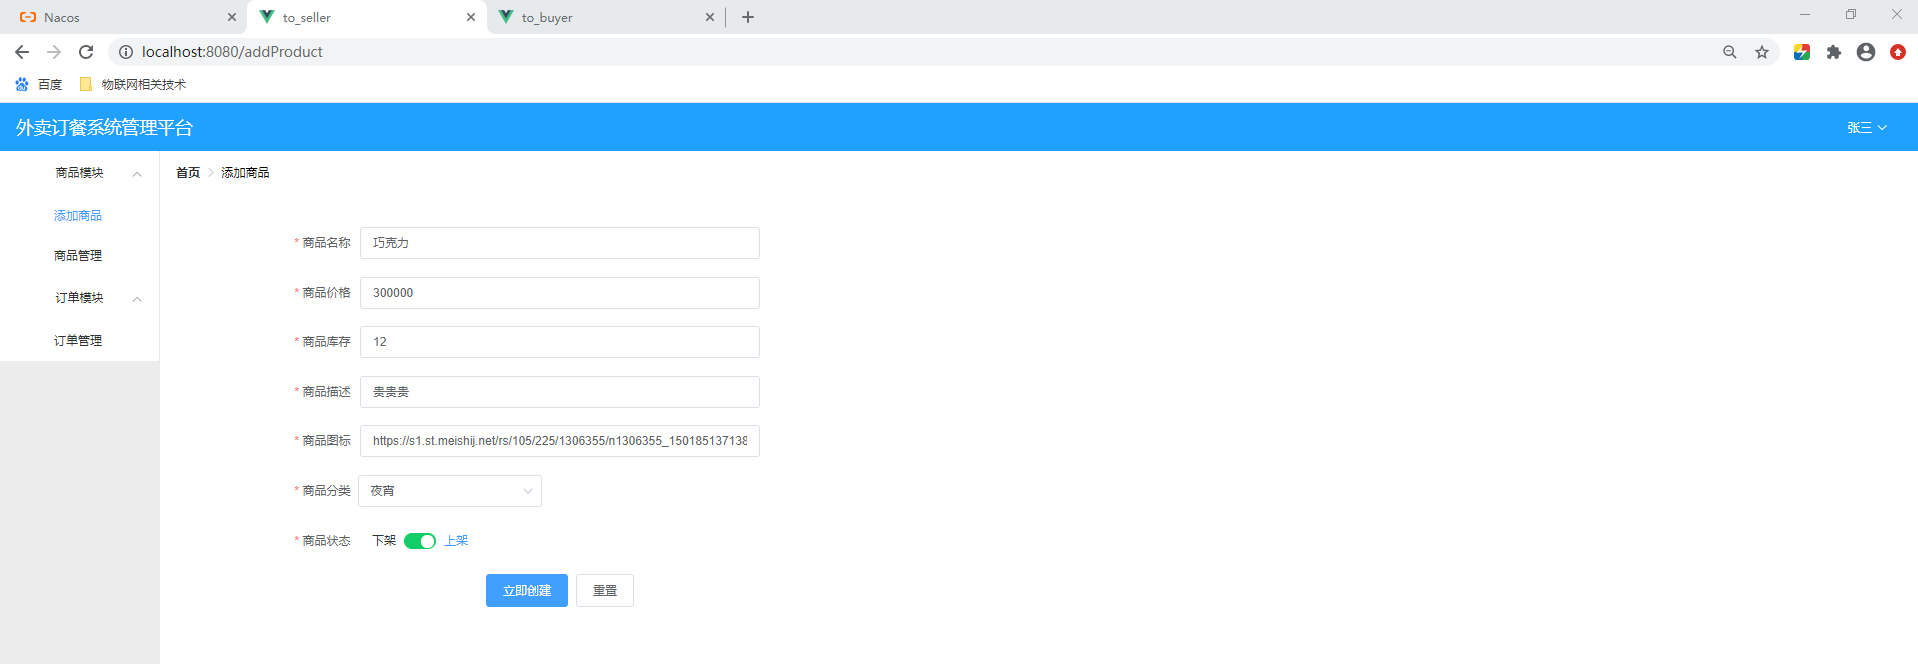 Nacos
to_seller
to_buyer
localhost:8080/addProduct
百度
物联网相关技术
外卖订餐系统管理平台
张三
商品模块
添加商品
商品管理
订单模块
订单管理
首页 > 添加商品
* 商品名称 巧克力
* 商品价格 300000
* 商品库存 12
* 商品描述 贵贵贵
* 商品图标 https://s1.st.meishij.net/rs/105/225/1306355/n1306355_150185137138
* 商品分类 夜宵
* 商品状态 下架 上架
立即创建 重置